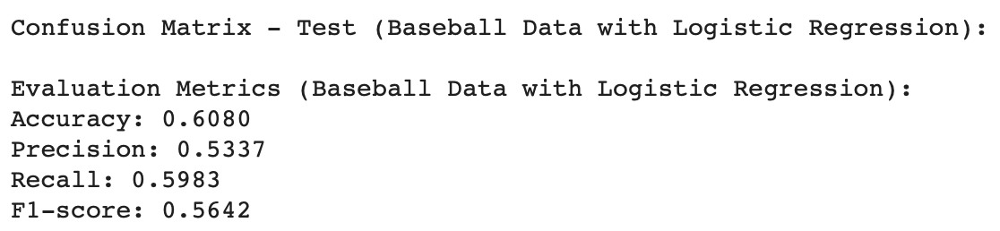 Confusion Matrix - Test (Baseball Data with Logistic Regression):
Evaluation Metrics (Baseball Data with Logistic Regression):
Accuracy: 0.6080
Precision: 0.5337
Recall: 0.5983
F1-score: 0.5642